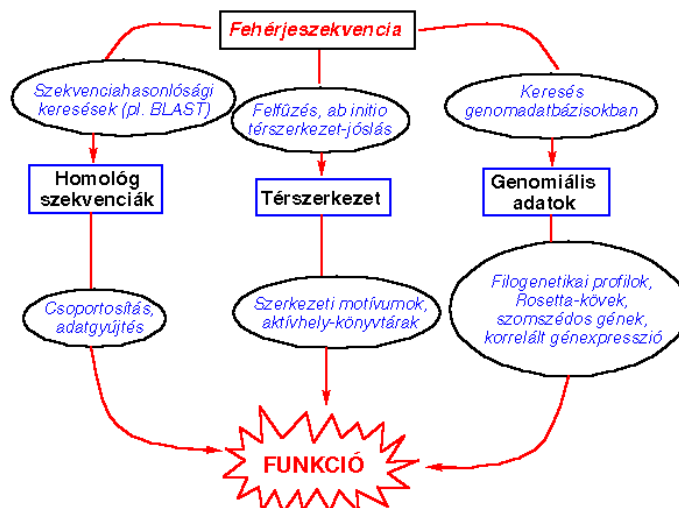 Fehérjeszekvencia
Szekvenciahasonlósági
keresések (pl. BLAST)
Felfűzés, ab initio
térszerkezet-jóslás
Keresés
genomadatbázisokban
Homológ
szekvenciák
Térszerkezet
Genomiális
adatok
Csoportosítás,
adatgyűjtés
Szerkezeti motívumok,
aktívhely-könyvtárak
Filogenetikai profilok,
Rosetta-kövek,
szomszédos gének,
korrelált génexpresszió
FUNKCIÓ